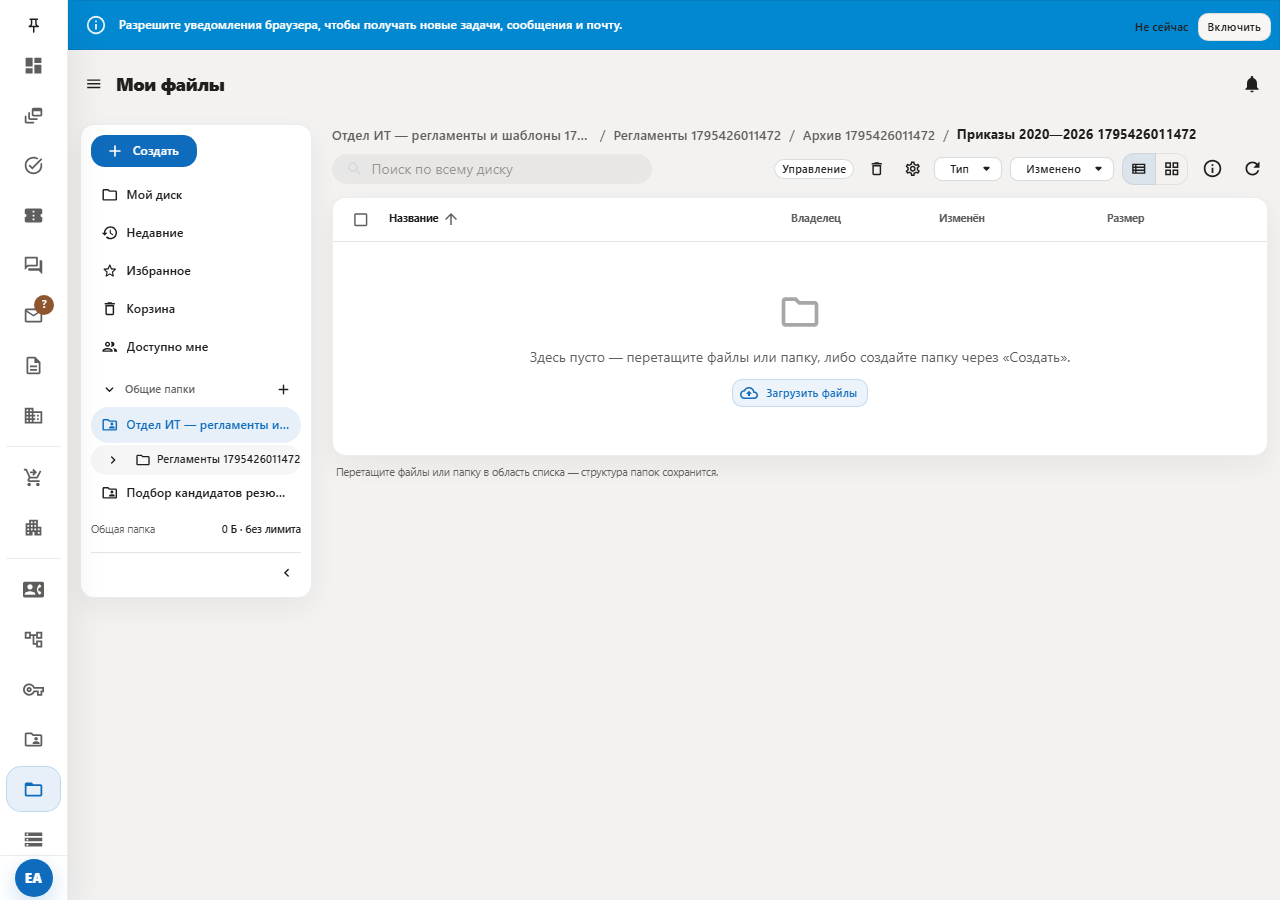 Разрешите уведомления браузера, чтобы получать новые задачи, сообщения и почту.
Не сейчас
Включить
Мои файлы
?
EA
Создать
Мой диск
Недавние
Избранное
Корзина
Доступно мне
Общие папки
Отдел ИТ — регламенты и...
Регламенты 1795426011472
Подбор кандидатов резю...
Общая папка
0 Б · без лимита
Отдел ИТ — регламенты и шаблоны 17... / Регламенты 1795426011472 / Архив 1795426011472 / Приказы 2020—2026 1795426011472
Поиск по всему диску
Управление
Тип
Изменено
Название
Владелец
Изменён
Размер
Здесь пусто — перетащите файлы или папку, либо создайте папку через «Создать».
Загрузить файлы
Перетащите файлы или папку в область списка — структура папок сохранится.